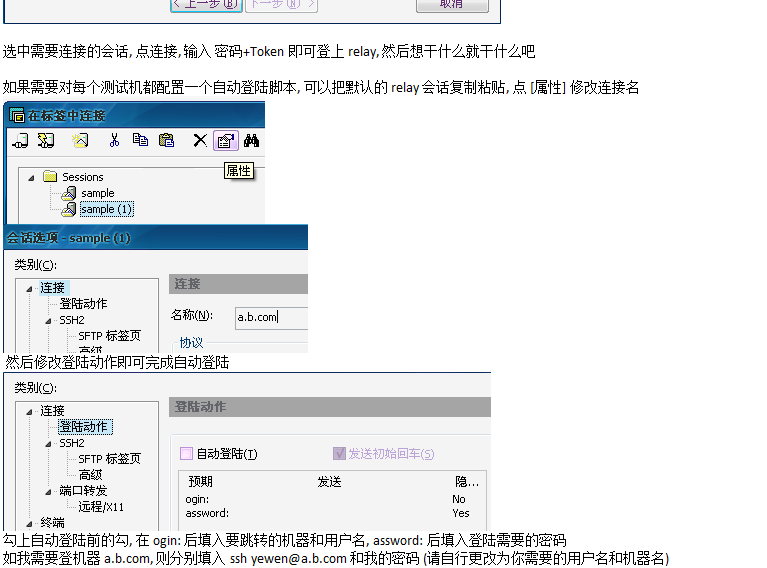 < 上一步(B)
下一步(N) >
取消
选中需要连接的会话, 点连接, 输入 密码+Token 即可登上 relay, 然后想干什么就干什么吧
如果需要对每个测试机都配置一个自动登陆脚本, 可以把默认的 relay 会话复制粘贴, 点 [属性] 修改连接名
在标签中连接
属性
Sessions
sample
sample (1)
会话选项 - sample (1)
类别(C):
连接
连接
登陆动作
名称(N):
a.b.com
SSH2
SFTP 标签页
协议
高级
然后修改登陆动作即可完成自动登陆
类别(C):
连接
登陆动作
登陆动作
SSH2
自动登陆(T)
发送初始回车(S)
SFTP 标签页
高级
预期
发送
隐...
端口转发
ogin:
No
远程/X11
assword:
Yes
终端
勾上自动登陆前的勾, 在 ogin: 后填入要跳转的机器和用户名, assword: 后填入登陆需要的密码
如我需要登机器 a.b.com, 则分别填入 ssh yewen@a.b.com 和我的密码 (请自行更改为你需要的用户名和机器名)